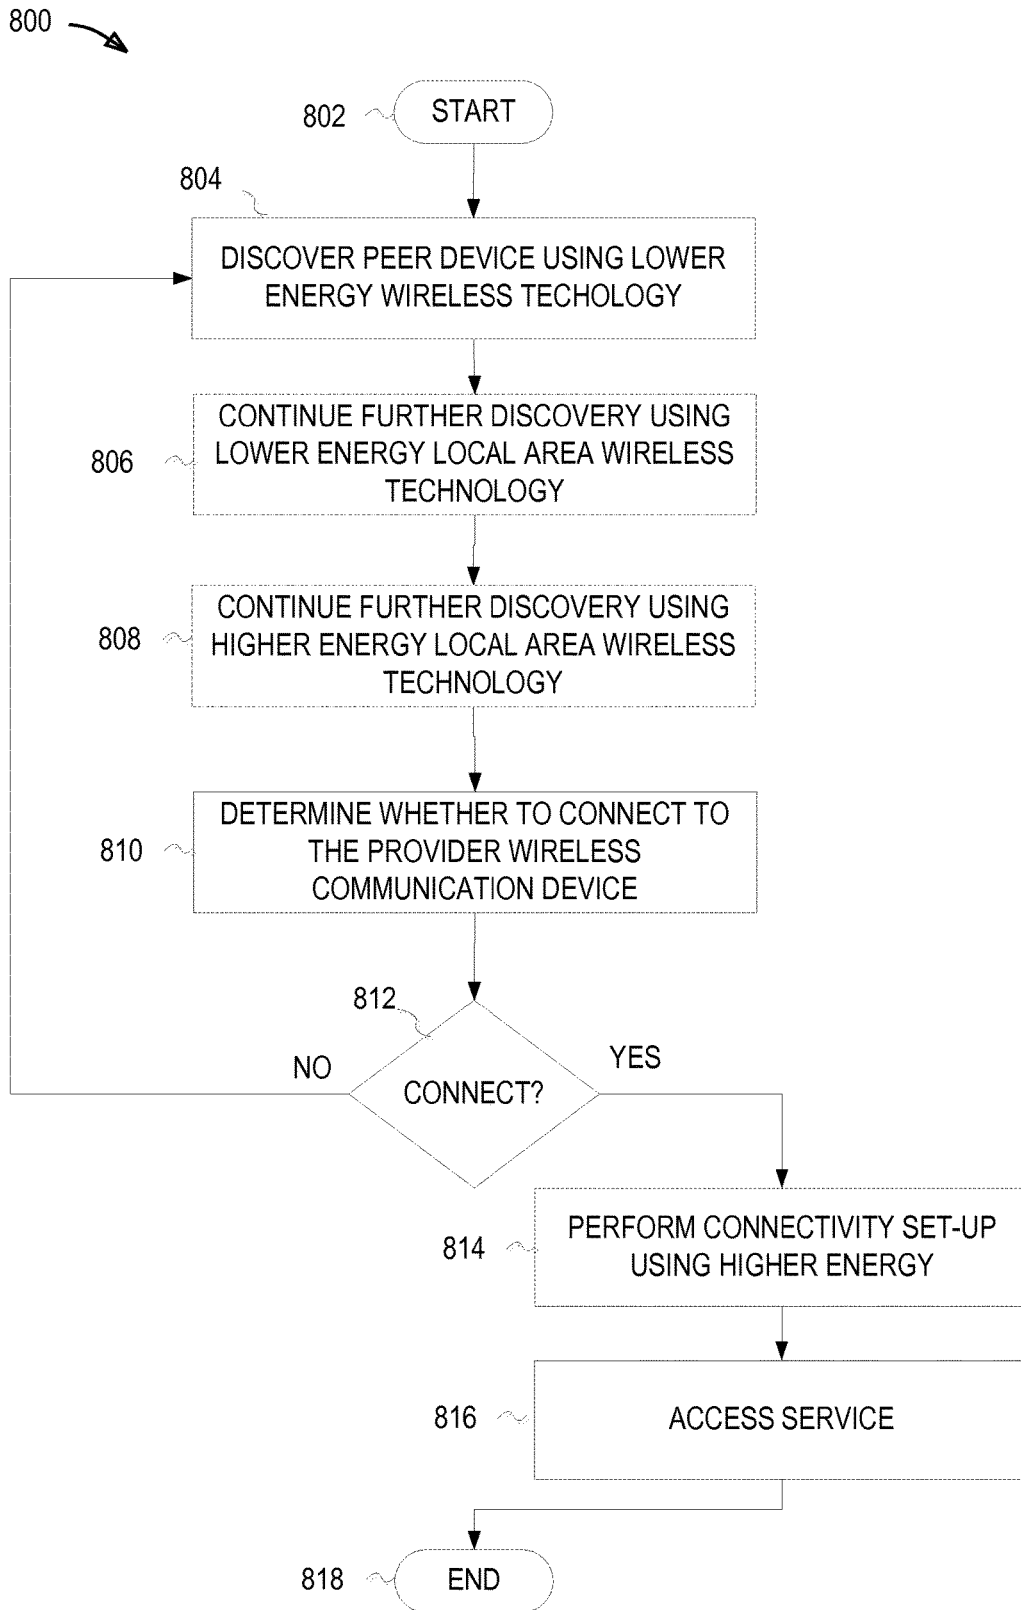 800
802
START
804
DISCOVER PEER DEVICE USING LOWER
ENERGY WIRELESS TECHOLOGY
806
CONTINUE FURTHER DISCOVERY USING
LOWER ENERGY LOCAL AREA WIRELESS
TECHNOLOGY
808
CONTINUE FURTHER DISCOVERY USING
HIGHER ENERGY LOCAL AREA WIRELESS
TECHNOLOGY
810
DETERMINE WHETHER TO CONNECT TO
THE PROVIDER WIRELESS
COMMUNICATION DEVICE
812
NO
CONNECT?
YES
814
PERFORM CONNECTIVITY SET-UP
USING HIGHER ENERGY
816
ACCESS SERVICE
818
END